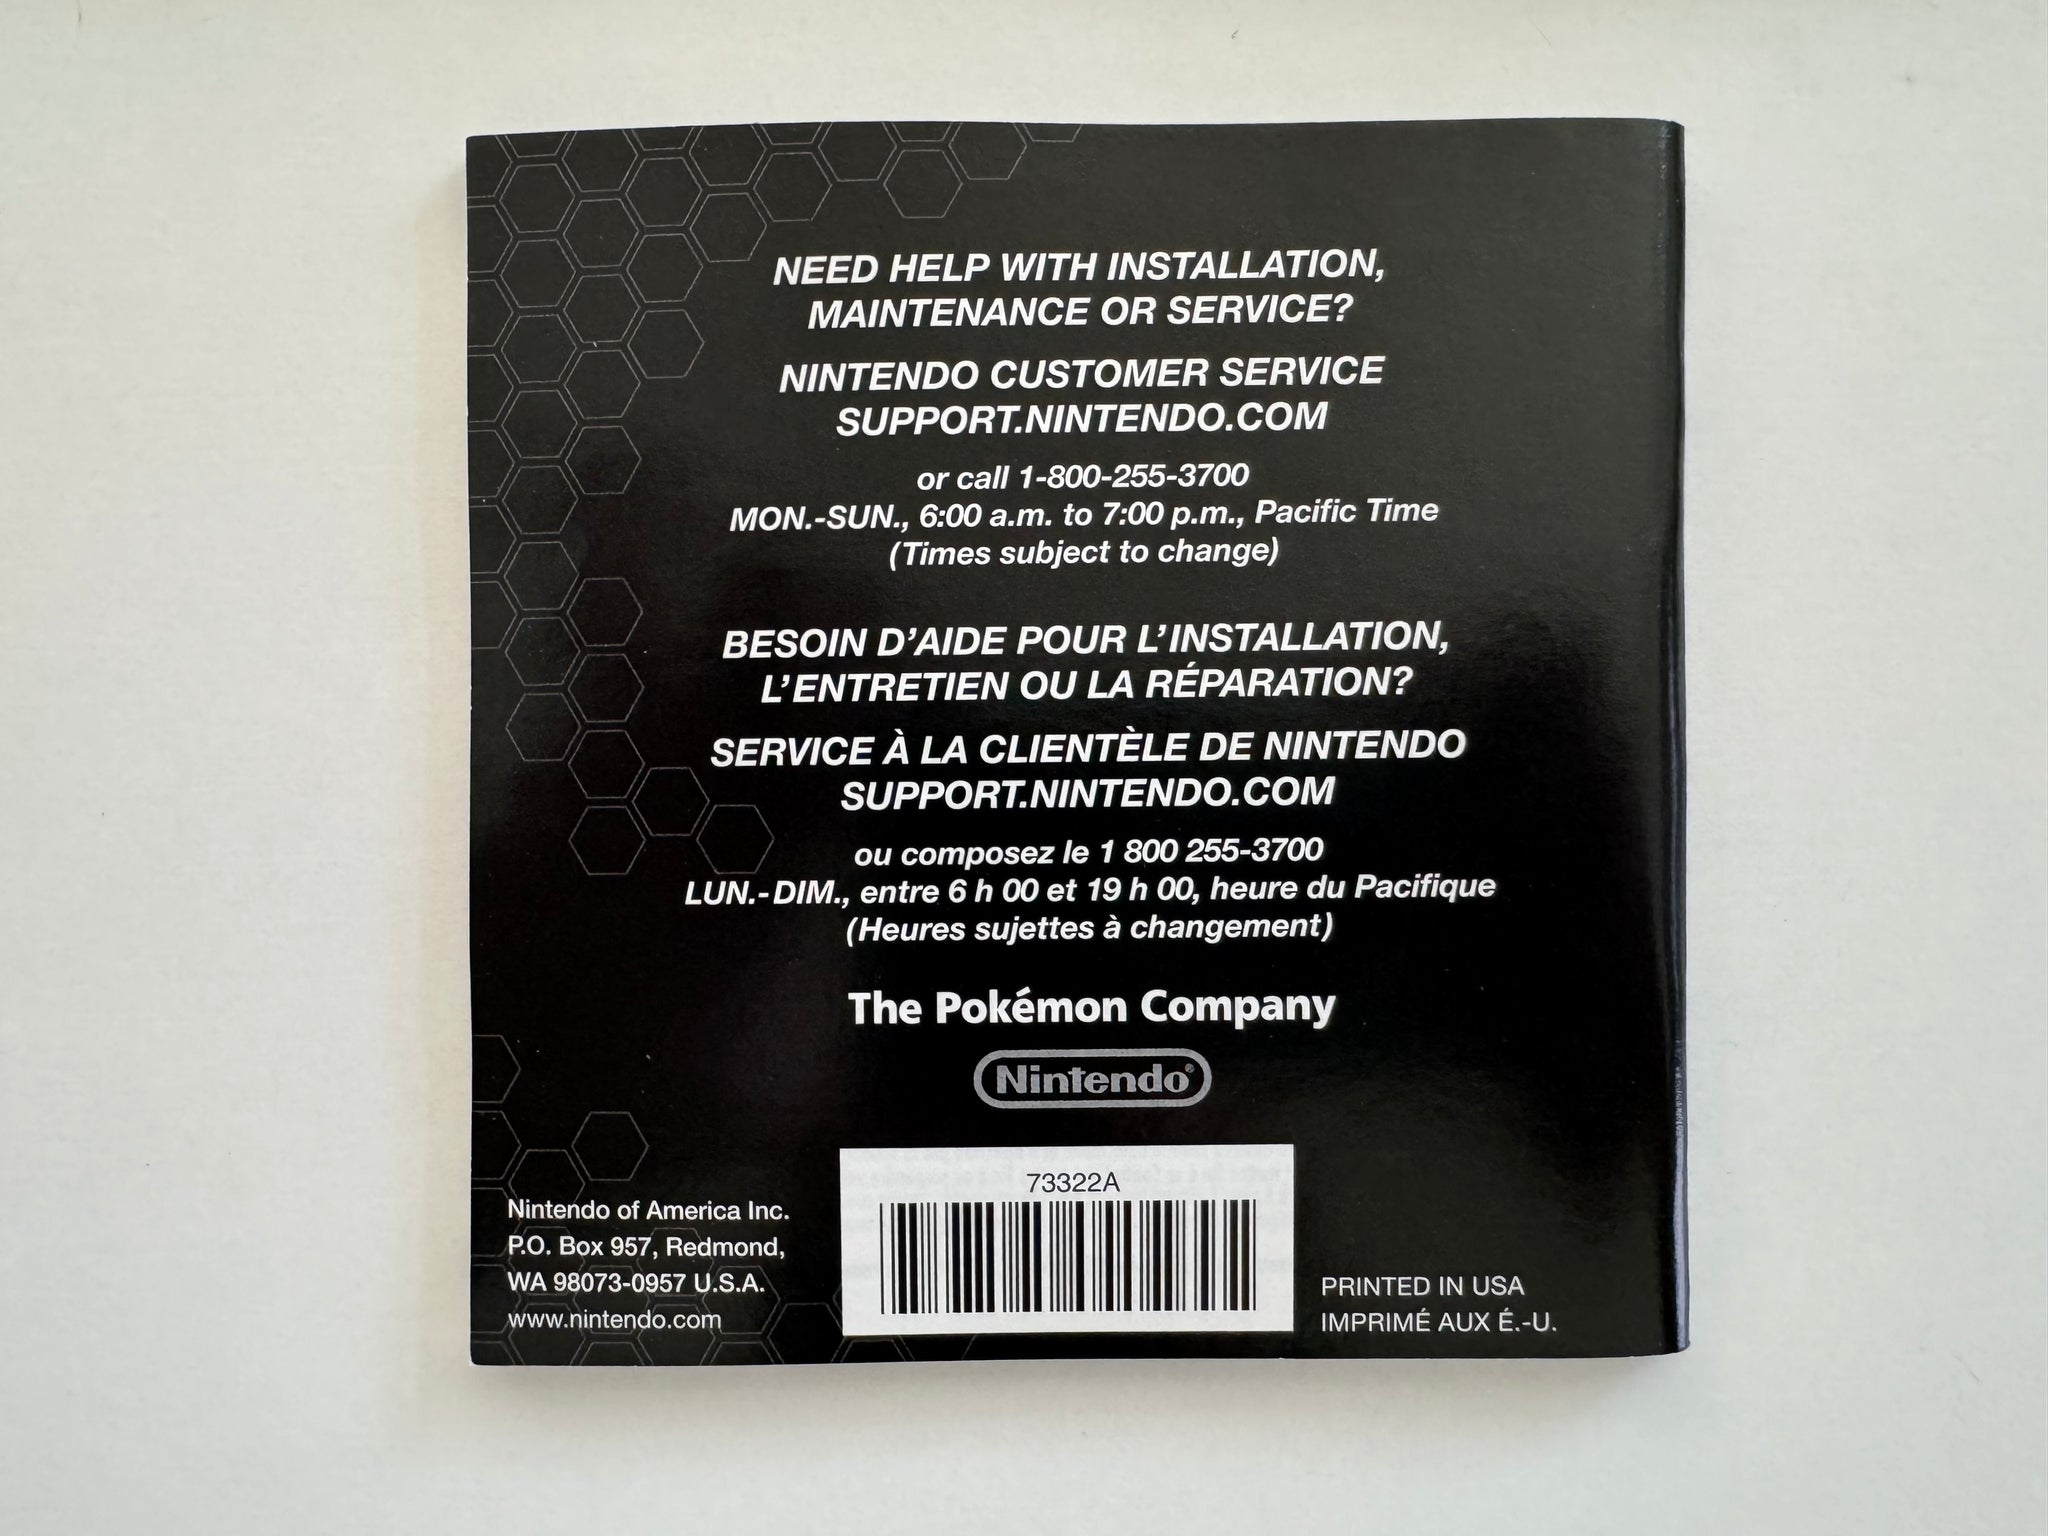 NEED HELP WITH INSTALLATION,
MAINTENANCE OR SERVICE?
NINTENDO CUSTOMER SERVICE
SUPPORT.NINTENDO.COM
or call 1-800-255-3700
MON.-SUN., 6:00 a.m. to 7:00 p.m., Pacific Time
(Times subject to change)
BESOIN D’AIDE POUR L’INSTALLATION,
L’ENTRETIEN OU LA RÉPARATION?
SERVICE À LA CLIENTÈLE DE NINTENDO
SUPPORT.NINTENDO.COM
ou composez le 1 800 255-3700
LUN.-DIM., entre 6 h 00 et 19 h 00, heure du Pacifique
(Heures sujettes à changement)
The Pokémon Company
Nintendo®
73322A
Nintendo of America Inc.
P.O. Box 957, Redmond,
WA 98073-0957 U.S.A.
www.nintendo.com
PRINTED IN USA
IMPRIMÉ AUX É.-U.